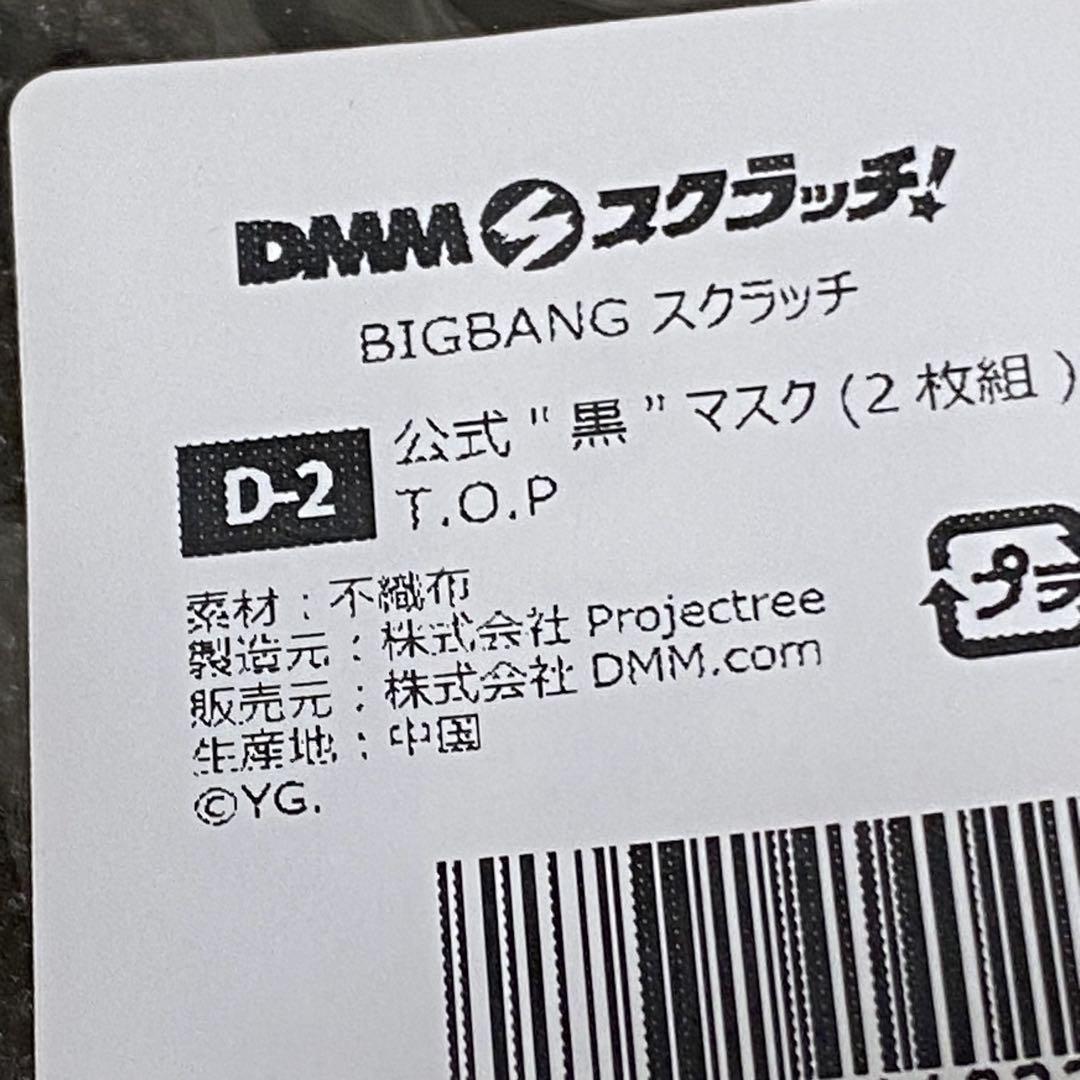 DMM スクラッチ!
BIGBANG スクラッチ
公式"黒"マスク(2枚組)
D-2
T.O.P
素材:不織布
製造元:株式会社 Projectree
販売元:株式会社 DMM.com
生産地:中国
©YG.
プラ